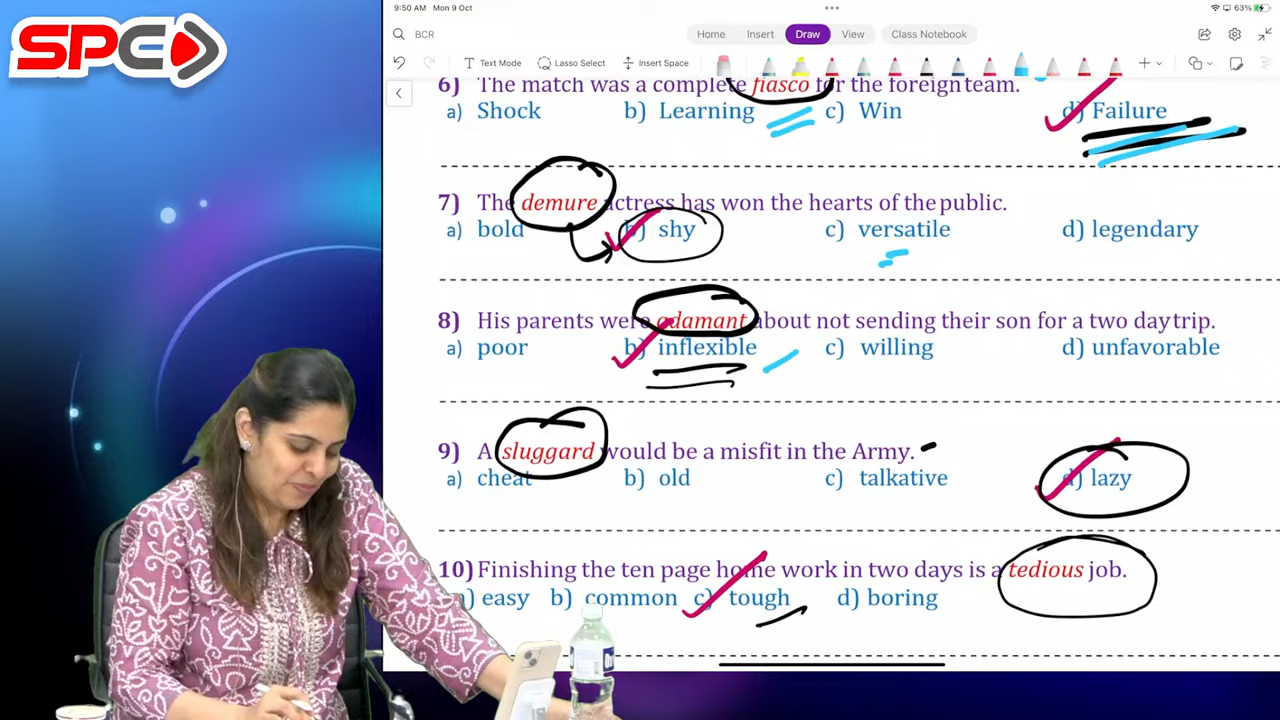 SPC
9:50 AM Mon 9 Oct
63%
BCR
Home Insert Draw View Class Notebook
Text Mode Lasso Select Insert Space
6) The match was a complete fiasco for the foreign team.
a) Shock b) Learning c) Win d) Failure
7) The demure actress has won the hearts of the public.
a) bold b) shy c) versatile d) legendary
8) His parents were adamant about not sending their son for a two day trip.
a) poor b) inflexible c) willing d) unfavorable
9) A sluggard would be a misfit in the Army.
a) cheat b) old c) talkative d) lazy
10) Finishing the ten page home work in two days is a tedious job.
a) easy b) common c) tough d) boring